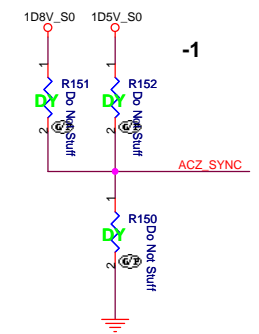 1D8V_S0 1D5V_S0
-1
1 1
R151 R152
DY DY
Do Not Stuff Do Not Stuff
2 2
G/P G/P
ACZ_SYNC
1
R150
DY
Do Not Stuff
2
G/P